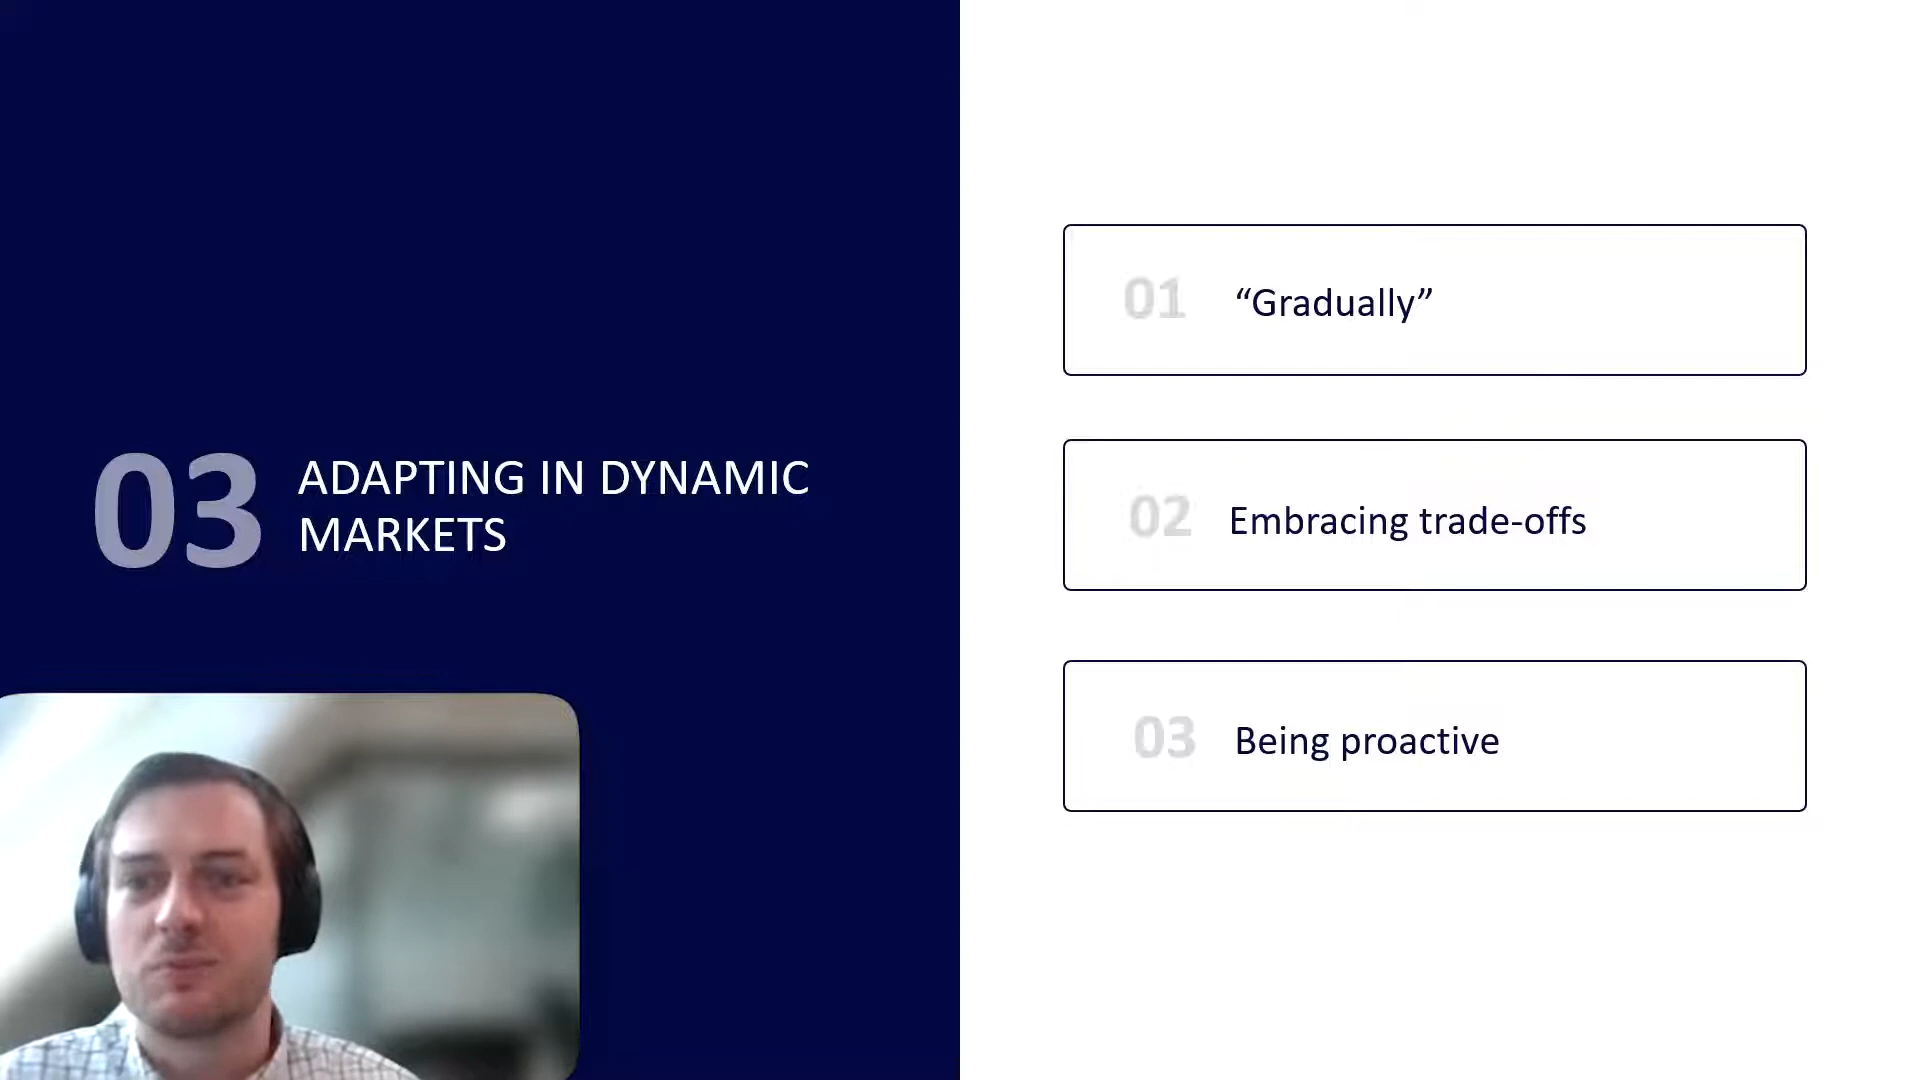 03
ADAPTING IN DYNAMIC
MARKETS
01 “Gradually”
02 Embracing trade-offs
03 Being proactive